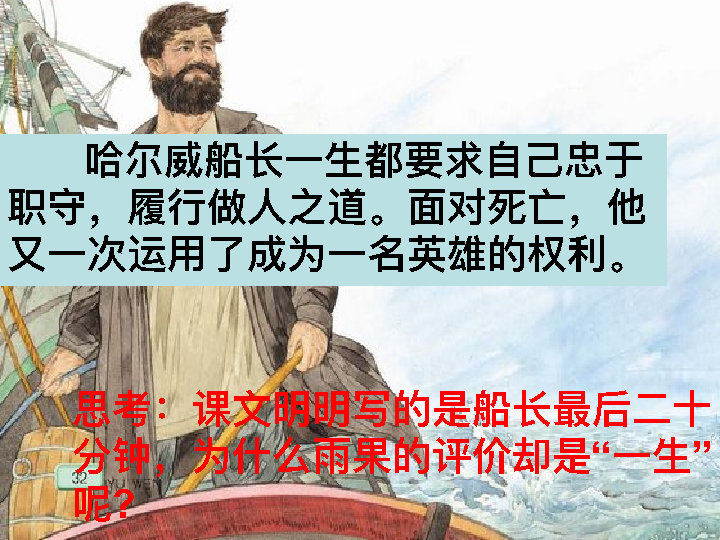 哈尔威船长一生都要求自己忠于
职守，履行做人之道。面对死亡，他
又一次运用了成为一名英雄的权利。
思考：课文明明写的是船长最后二十
分钟，为什么雨果的评价却是“一生”
呢？
32 YU WEN